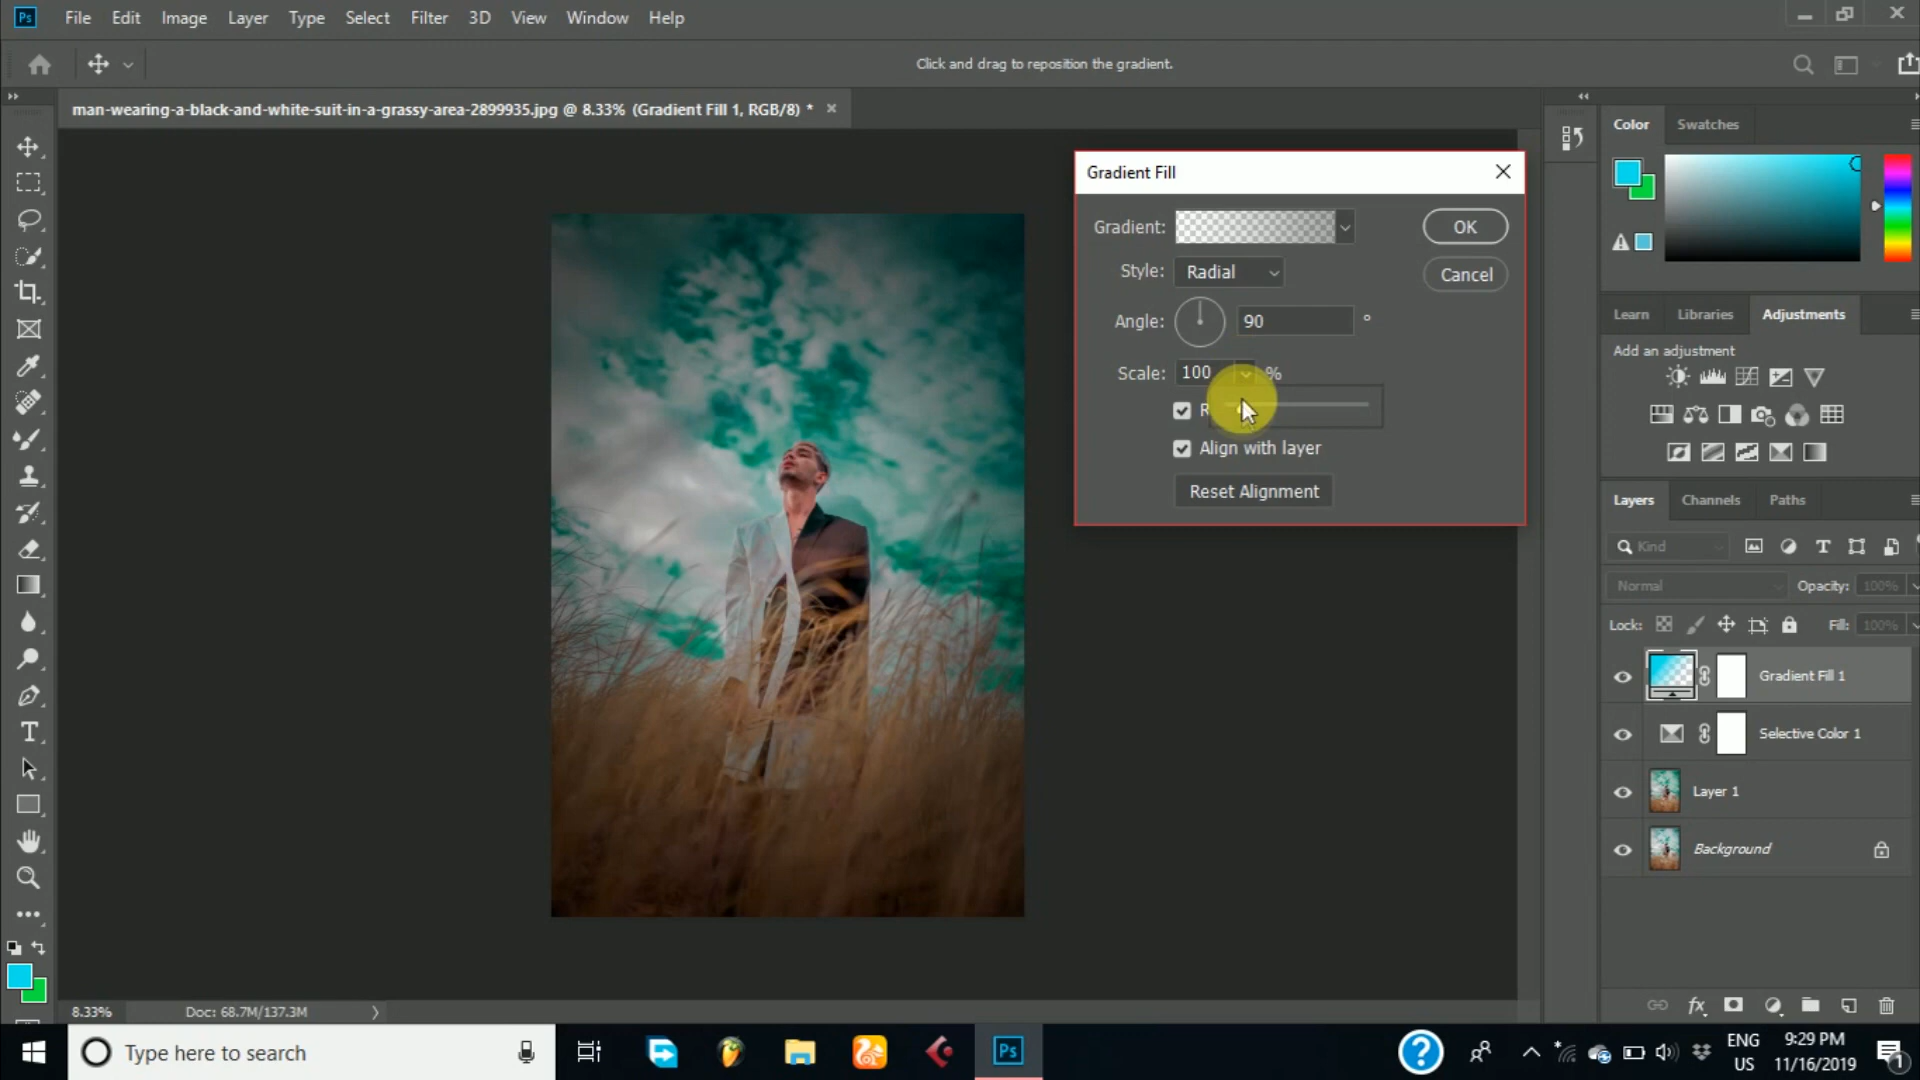 Ps File Edit Image Layer Type Select Filter 3D View Window Help
Click and drag to reposition the gradient.
man-wearing-a-black-and-white-suit-in-a-grassy-area-2899935.jpg @ 8.33% (Gradient Fill 1, RGB/8) *
Color Swatches
Gradient Fill
Gradient: OK
Style: Radial Cancel
Angle: 90 °
Scale: 100 %
R
Align with layer
Reset Alignment
Learn Libraries Adjustments
Add an adjustment
Layers Channels Paths
Kind
Normal Opacity: 100%
Lock: Fill: 100%
Gradient Fill 1
Selective Color 1
Layer 1
Background
8.33% Doc: 68.7M/137.3M
Type here to search
Ps
ENG
US
9:29 PM
11/16/2019
1